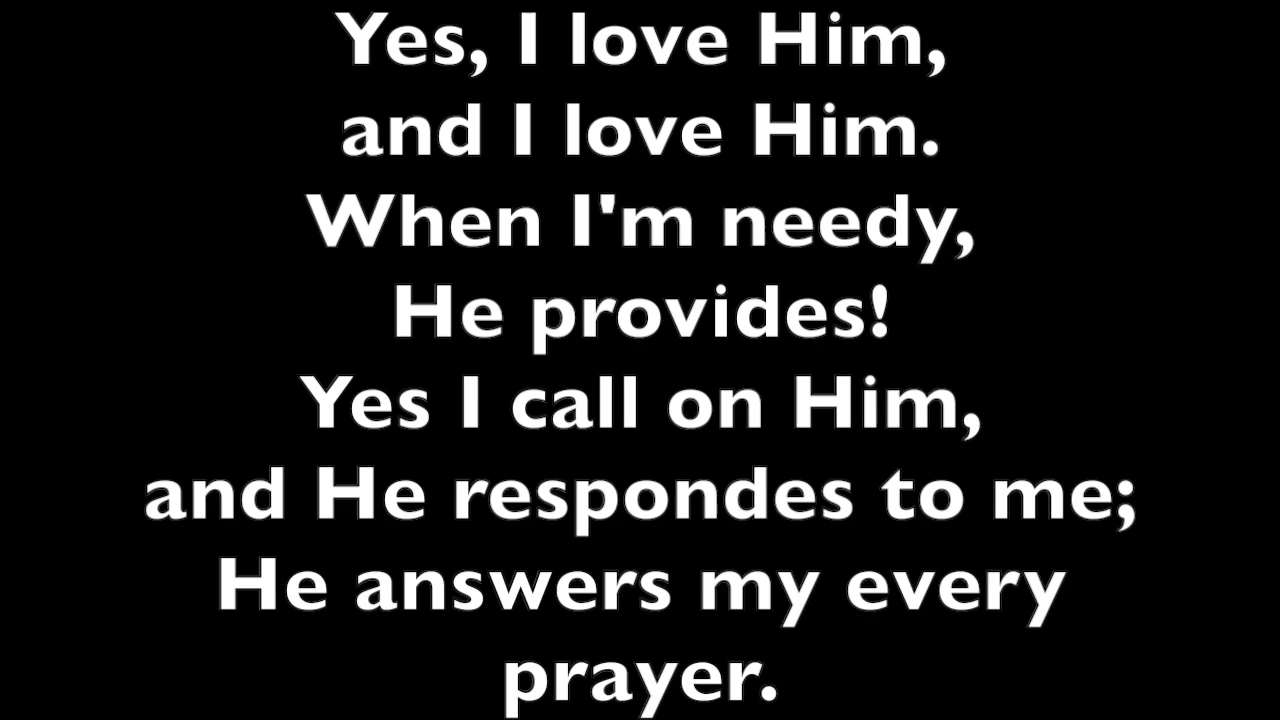 Yes, I love Him,
and I love Him.
When I'm needy,
He provides!
Yes I call on Him,
and He respondes to me;
He answers my every
prayer.